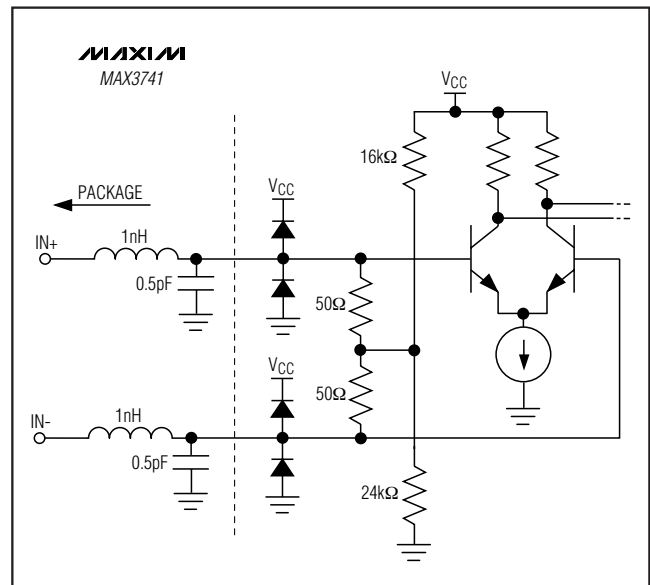 MAXIM
MAX3741
VCC
16kΩ
PACKAGE
VCC
IN+
1nH
0.5pF
50Ω
VCC
50Ω
IN-
1nH
0.5pF
24kΩ